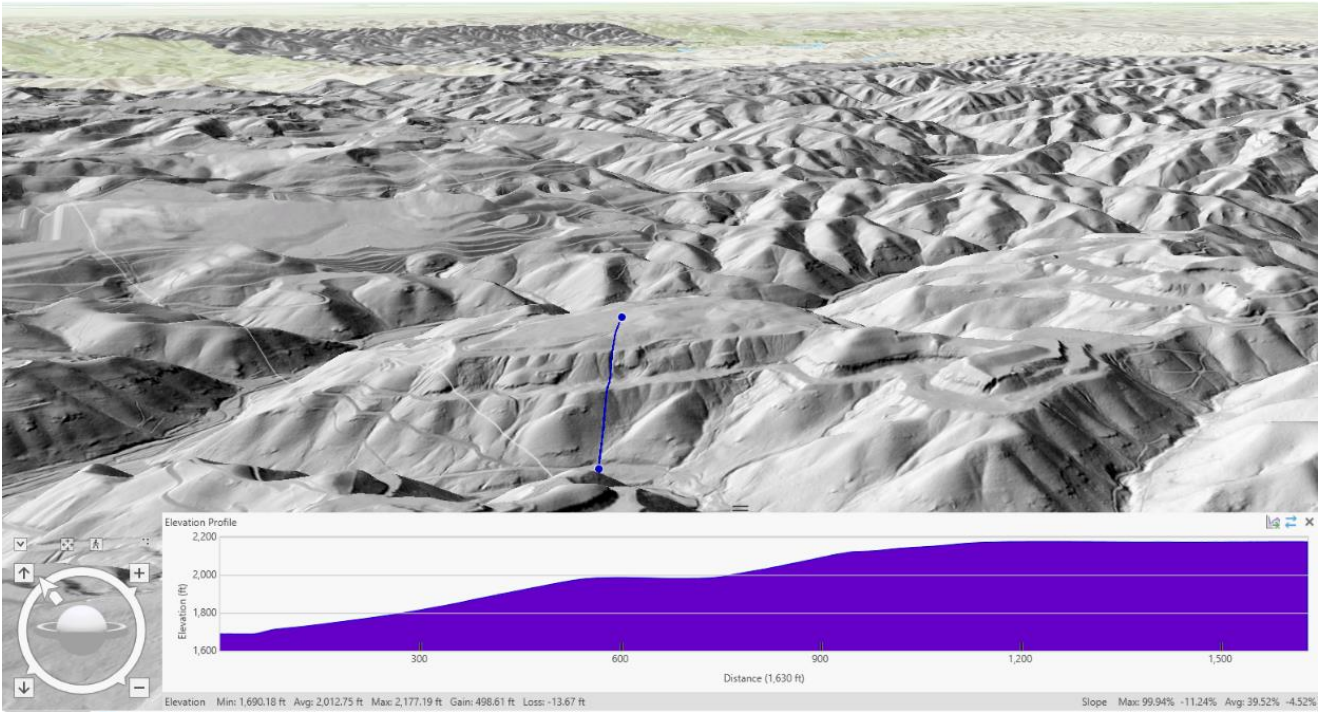 Elevation Profile
2,200
2,000
1,800
1,600
Elevation (ft)
300
600
900
1,200
1,500
Distance (1,630 ft)
Elevation Min: 1,690.18 ft Avg: 2,012.75 ft Max: 2,177.19 ft Gain: 498.61 ft Loss: -13.67 ft
Slope Max: 99.94% -11.24% Avg: 39.52% -4.52%